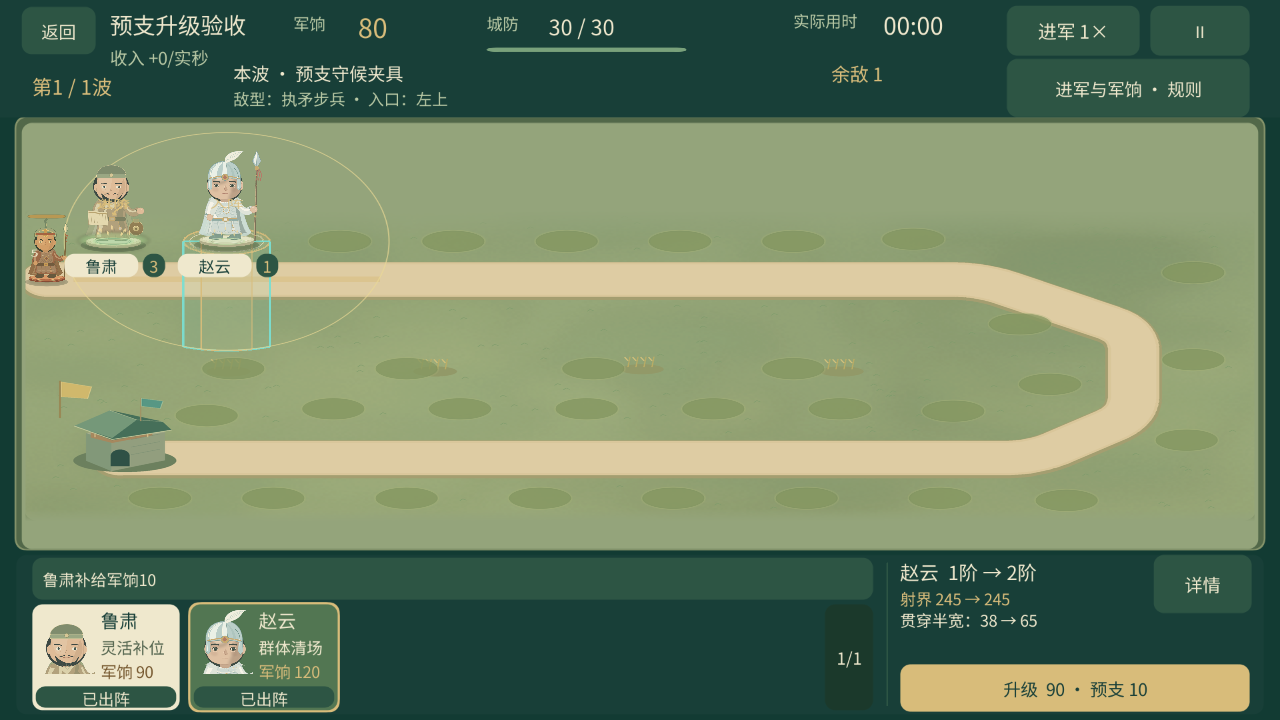 返回
预支升级验收
收入 +0/实秒
军饷 80
城防 30 / 30
实际用时 00:00
进军 1×
II
第1 / 1波
本波 · 预支守候夹具
敌型：执矛步兵 · 入口：左上
余敌 1
进军与军饷 · 规则
鲁肃 3
赵云 1
鲁肃补给军饷10
鲁肃
灵活补位
军饷 90
已出阵
赵云
群体清场
军饷 120
已出阵
1/1
赵云 1阶 → 2阶
射界 245 → 245
贯穿半宽：38 → 65
详情
升级 90 · 预支 10